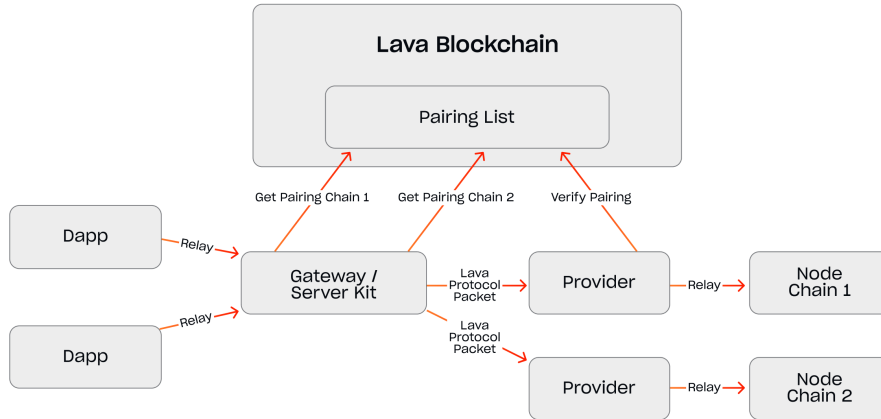 Lava Blockchain
Pairing List
Get Pairing Chain 1
Get Pairing Chain 2
Verify Pairing
Dapp
Relay
Gateway /
Server Kit
Lava
Protocol
Packet
Provider
Relay
Node
Chain 1
Dapp
Relay
Lava
Protocol
Packet
Provider
Relay
Node
Chain 2